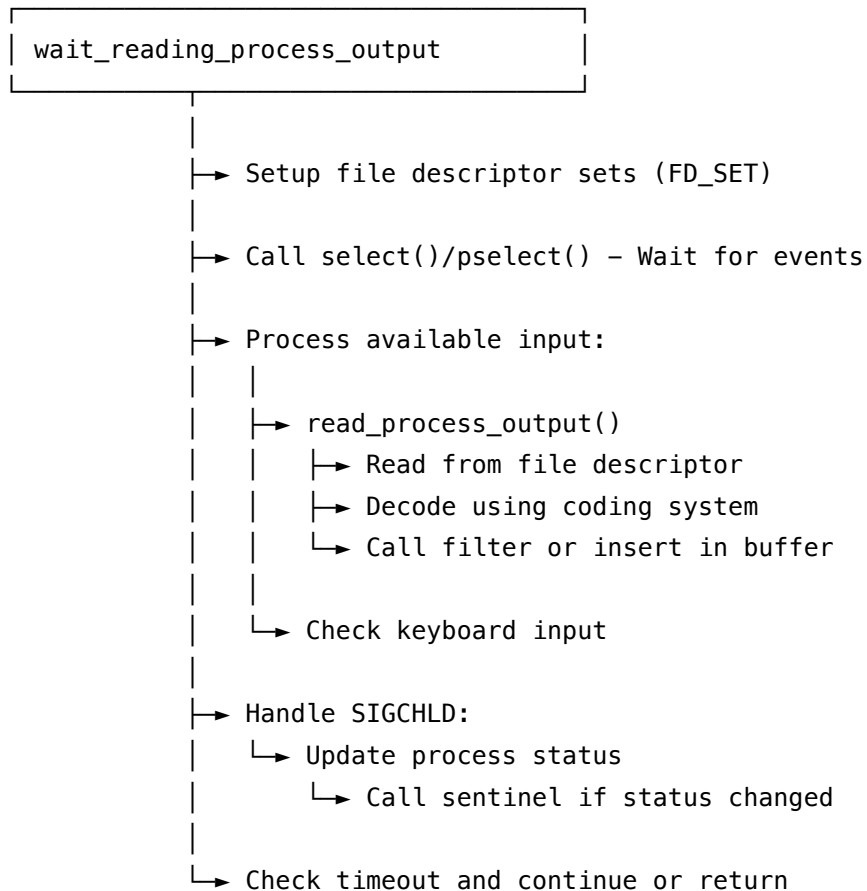 wait_reading_process_output
Setup file descriptor sets (FD_SET)
Call select()/pselect() – Wait for events
Process available input:
read_process_output()
Read from file descriptor
Decode using coding system
Call filter or insert in buffer
Check keyboard input
Handle SIGCHLD:
Update process status
Call sentinel if status changed
Check timeout and continue or return